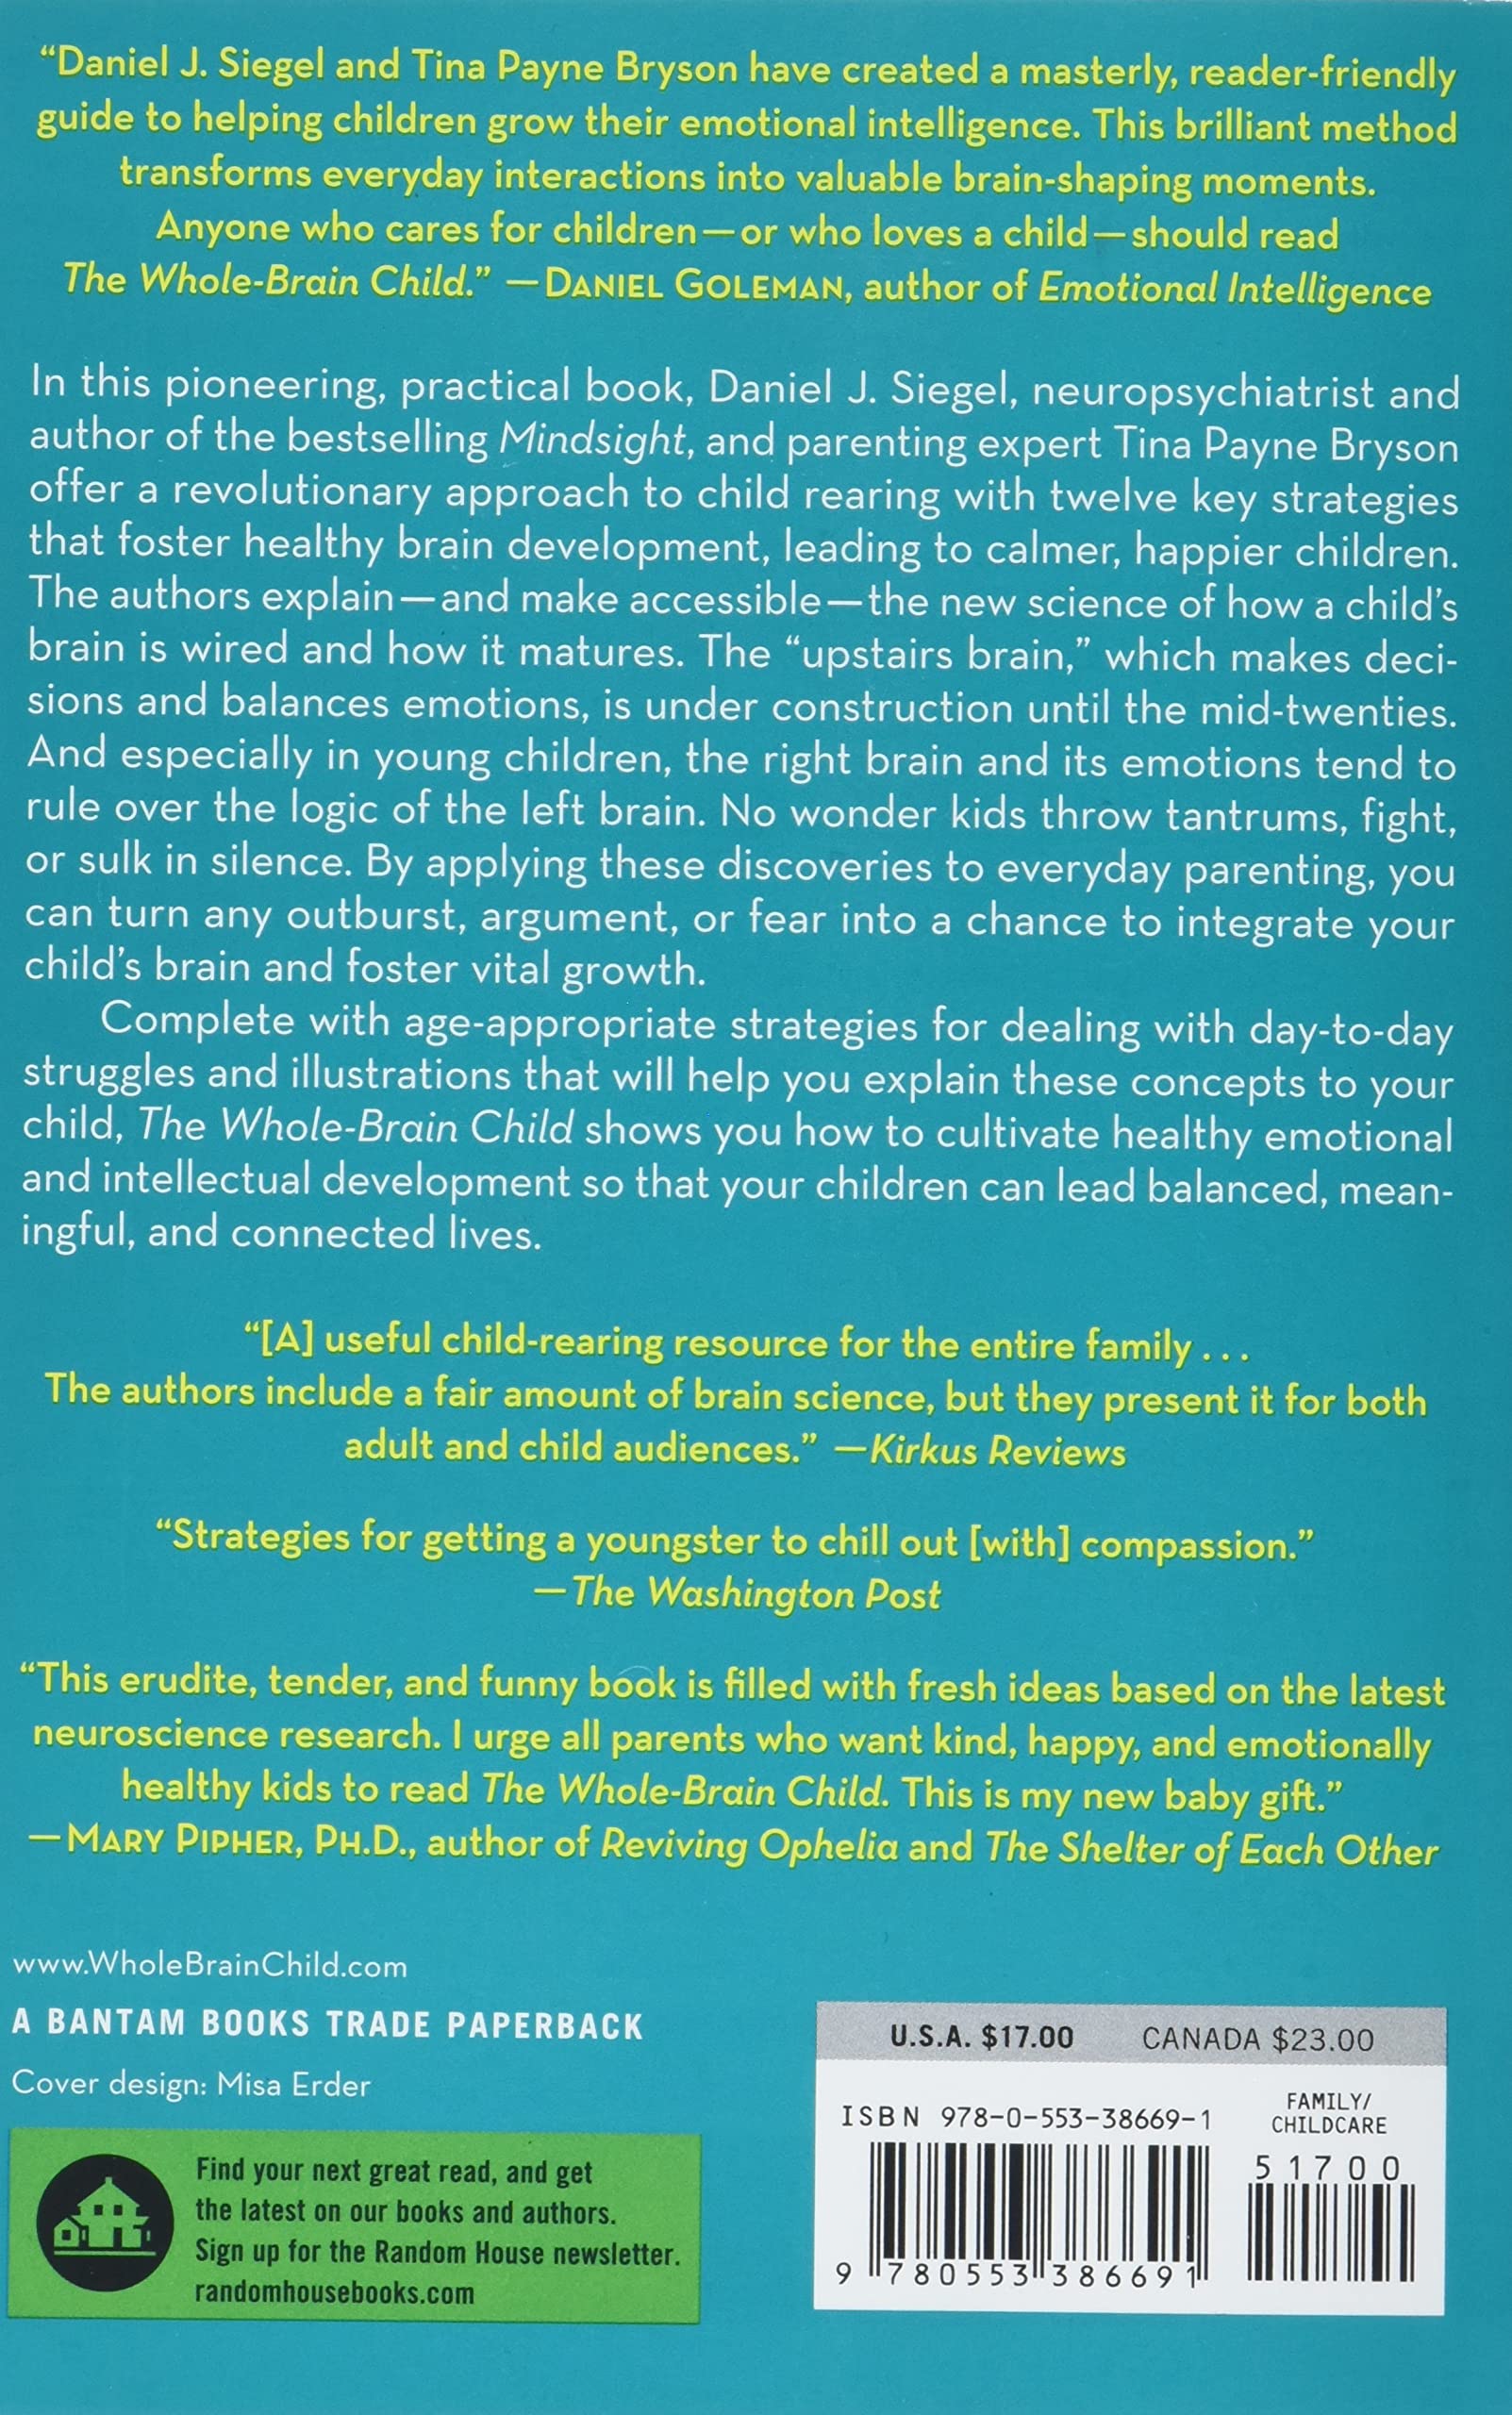 “Daniel J. Siegel and Tina Payne Bryson have created a masterly, reader-friendly
guide to helping children grow their emotional intelligence. This brilliant method
transforms everyday interactions into valuable brain-shaping moments.
Anyone who cares for children—or who loves a child—should read
The Whole-Brain Child.” —DANIEL GOLEMAN, author of Emotional Intelligence
In this pioneering, practical book, Daniel J. Siegel, neuropsychiatrist and
author of the bestselling Mindsight, and parenting expert Tina Payne Bryson
offer a revolutionary approach to child rearing with twelve key strategies
that foster healthy brain development, leading to calmer, happier children.
The authors explain—and make accessible—the new science of how a child’s
brain is wired and how it matures. The “upstairs brain,” which makes deci-
sions and balances emotions, is under construction until the mid-twenties.
And especially in young children, the right brain and its emotions tend to
rule over the logic of the left brain. No wonder kids throw tantrums, fight,
or sulk in silence. By applying these discoveries to everyday parenting, you
can turn any outburst, argument, or fear into a chance to integrate your
child’s brain and foster vital growth.
Complete with age-appropriate strategies for dealing with day-to-day
struggles and illustrations that will help you explain these concepts to your
child, The Whole-Brain Child shows you how to cultivate healthy emotional
and intellectual development so that your children can lead balanced, mean-
ingful, and connected lives.
“[A] useful child-rearing resource for the entire family . . .
The authors include a fair amount of brain science, but they present it for both
adult and child audiences.” —Kirkus Reviews
“Strategies for getting a youngster to chill out [with] compassion.”
—The Washington Post
“This erudite, tender, and funny book is filled with fresh ideas based on the latest
neuroscience research. I urge all parents who want kind, happy, and emotionally
healthy kids to read The Whole-Brain Child. This is my new baby gift.”
—MARY PIPHER, PH.D., author of Reviving Ophelia and The Shelter of Each Other
www.WholeBrainChild.com
A BANTAM BOOKS TRADE PAPERBACK
Cover design: Misa Erder
Find your next great read, and get
the latest on our books and authors.
Sign up for the Random House newsletter.
randomhousebooks.com
U.S.A. $17.00 CANADA $23.00
ISBN 978-0-553-38669-1
FAMILY/
CHILDCARE
51700
9 780553 386691